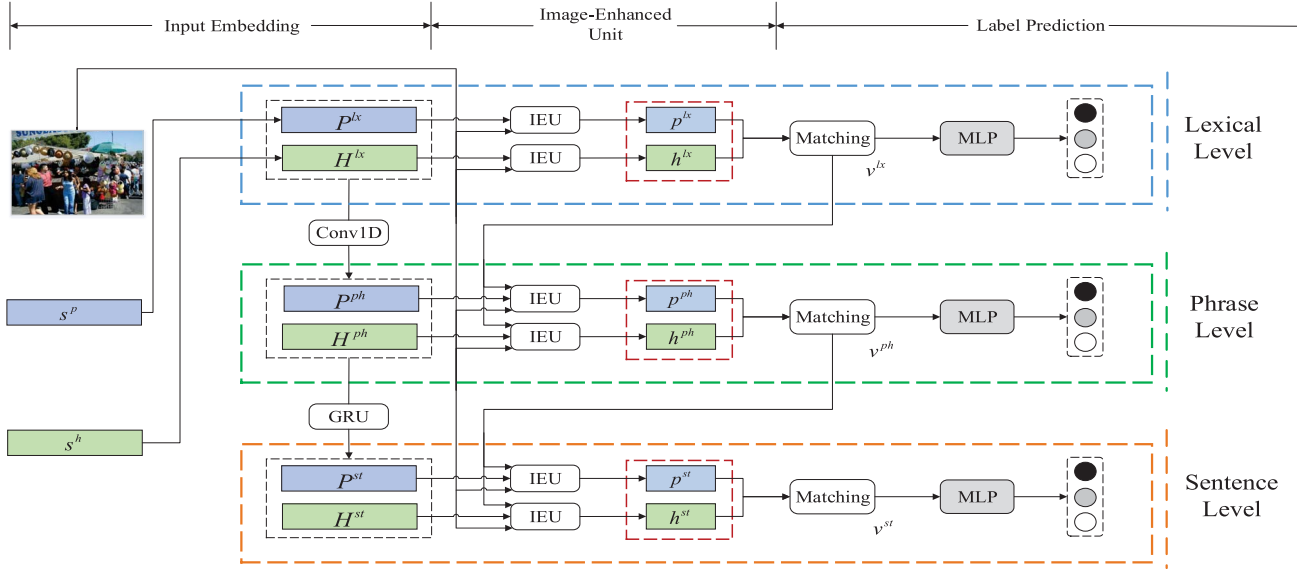 Input Embedding
Image-Enhanced
Unit
Label Prediction
P^{lx}
IEU
p^{lx}
H^{lx}
IEU
h^{lx}
Matching
v^{lx}
MLP
Lexical
Level
Conv1D
s^{p}
P^{ph}
IEU
p^{ph}
H^{ph}
IEU
h^{ph}
Matching
v^{ph}
MLP
Phrase
Level
GRU
s^{h}
P^{st}
IEU
p^{st}
H^{st}
IEU
h^{st}
Matching
v^{st}
MLP
Sentence
Level